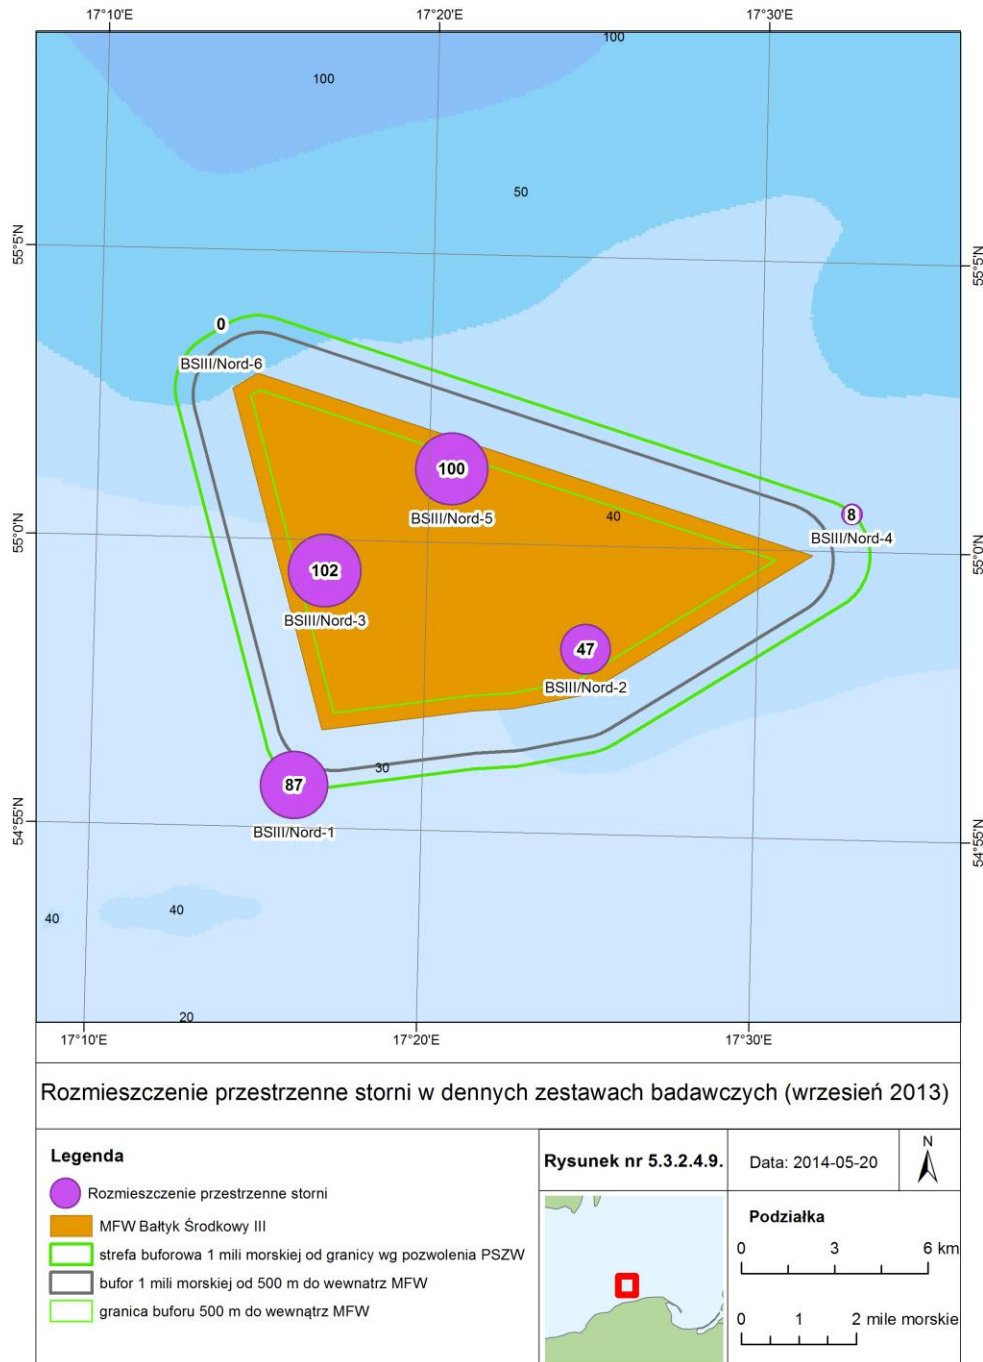 17°10'E
17°20'E
17°30'E
100
100
50
55°5'N
55°5'N
0
BSIII/Nord-6
100
BSIII/Nord-5
40
8
BSIII/Nord-4
55°0'N
55°0'N
102
BSIII/Nord-3
47
BSIII/Nord-2
30
87
BSIII/Nord-1
54°55'N
54°55'N
40
40
20
17°10'E
17°20'E
17°30'E
Rozmieszczenie przestrzenne storni w dennych zestawach badawczych (wrzesień 2013)
Legenda
Rozmieszczenie przestrzenne storni
MFW Bałtyk Środkowy III
strefa buforowa 1 mili morskiej od granicy wg pozwolenia PSZW
bufor 1 mili morskiej od 500 m do wewnatrz MFW
granica buforu 500 m do wewnątrz MFW
Rysunek nr 5.3.2.4.9.
Data: 2014-05-20
N
Podziałka
0 3 6 km
0 1 2 mile morskie